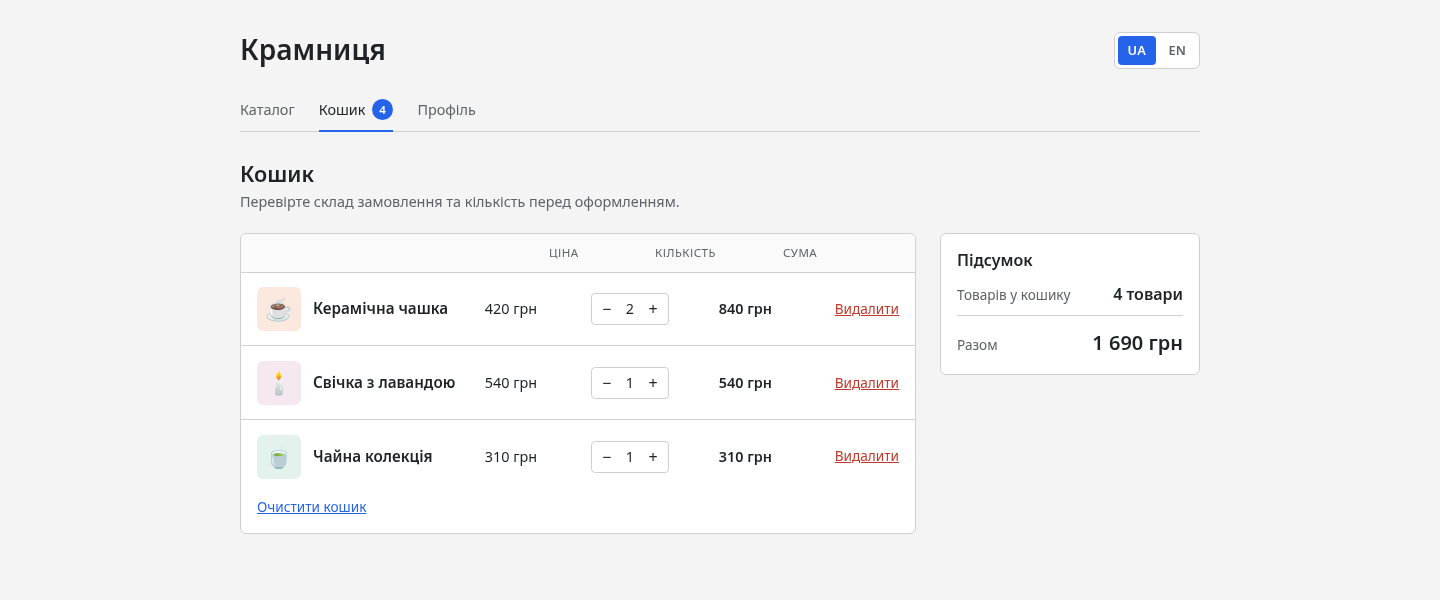 Крамниця
UA EN
Каталог Кошик 4 Профіль
Кошик
Перевірте склад замовлення та кількість перед оформленням.
ЦІНА КІЛЬКІСТЬ СУМА
Керамічна чашка 420 грн − 2 + 840 грн Видалити
Свічка з лавандою 540 грн − 1 + 540 грн Видалити
Чайна колекція 310 грн − 1 + 310 грн Видалити
Очистити кошик
Підсумок
Товарів у кошику 4 товари
Разом 1 690 грн